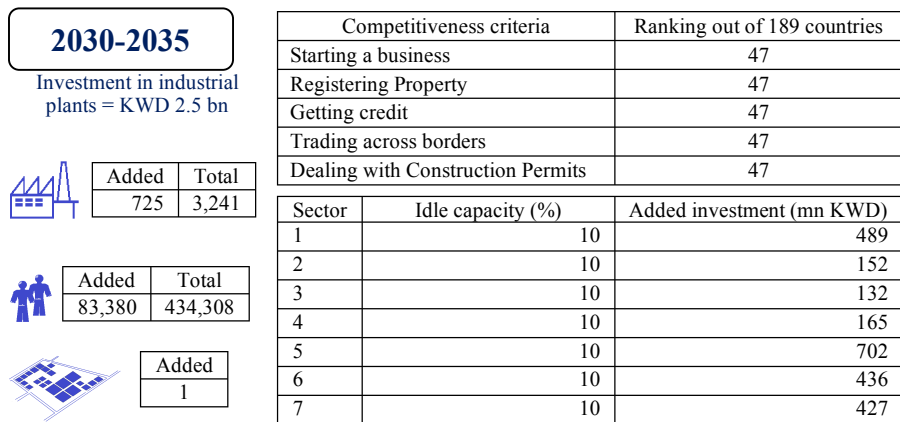 2030-2035
Investment in industrial
plants = KWD 2.5 bn
Added Total
725 3,241
Added Total
83,380 434,308
Added
1
Competitiveness criteria Ranking out of 189 countries
Starting a business 47
Registering Property 47
Getting credit 47
Trading across borders 47
Dealing with Construction Permits 47
Sector Idle capacity (%) Added investment (mn KWD)
1 10 489
2 10 152
3 10 132
4 10 165
5 10 702
6 10 436
7 10 427